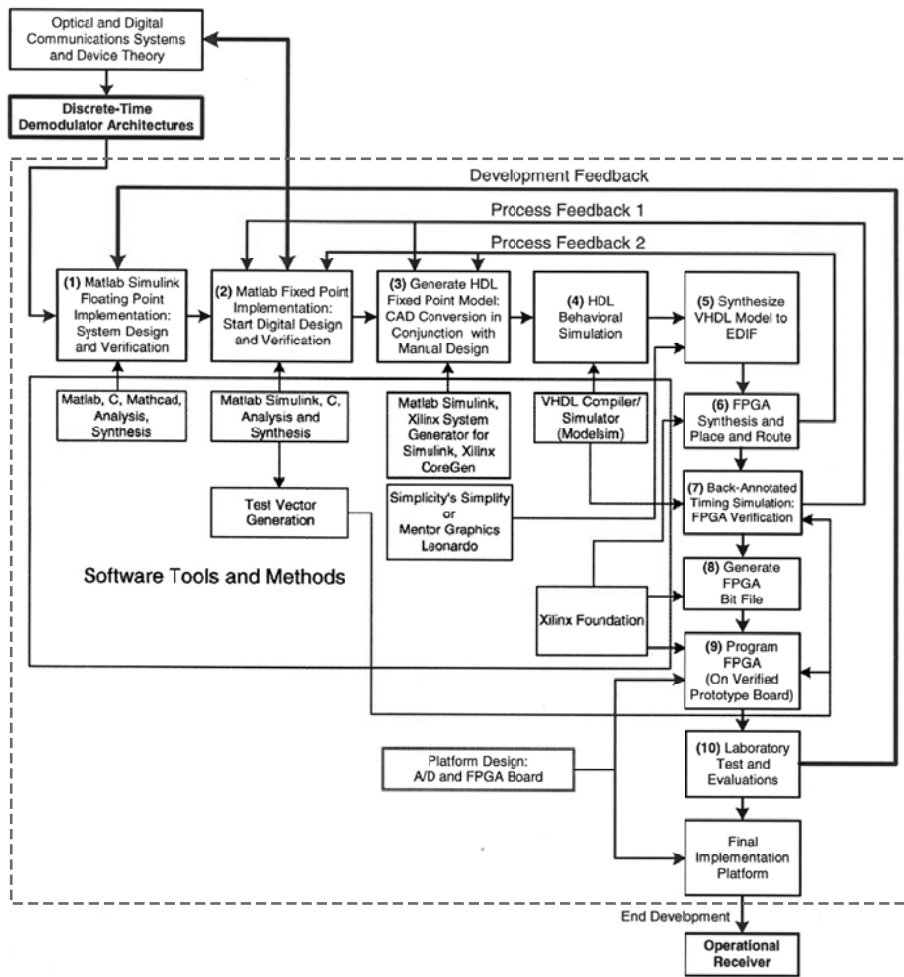 Optical and Digital
Communications Systems
and Device Theory
Discrete-Time
Demodulator Architectures
Development Feedback
Process Feedback 1
Process Feedback 2
(1) Matlab Simulink
Floating Point
Implementation:
System Design
and Verification
(2) Matlab Fixed Point
Implementation:
Start Digital Design
and Verification
(3) Generate HDL
Fixed Point Model:
CAD Conversion in
Conjunction with
Manual Design
(4) HDL
Behavioral
Simulation
(5) Synthesize
VHDL Model to
EDIF
Matlab, C, Mathcad,
Analysis,
Synthesis
Matlab Simulink, C,
Analysis and
Synthesis
Matlab Simulink,
Xilinx System
Generator for
Simulink, Xilinx
CoreGen
VHDL Compiler/
Simulator
(Modelsim)
(6) FPGA
Synthesis and
Place and Route
Test Vector
Generation
Simplicity's Simplify
or
Mentor Graphics
Leonardo
(7) Back-Annotated
Timing Simulation:
FPGA Verification
Software Tools and Methods
(8) Generate
FPGA
Bit File
Xilinx Foundation
(9) Program
FPGA
(On Verified
Prototype Board)
Platform Design:
A/D and FPGA Board
(10) Laboratory
Test and
Evaluations
Final
Implementation
Platform
End Development
Operational
Receiver